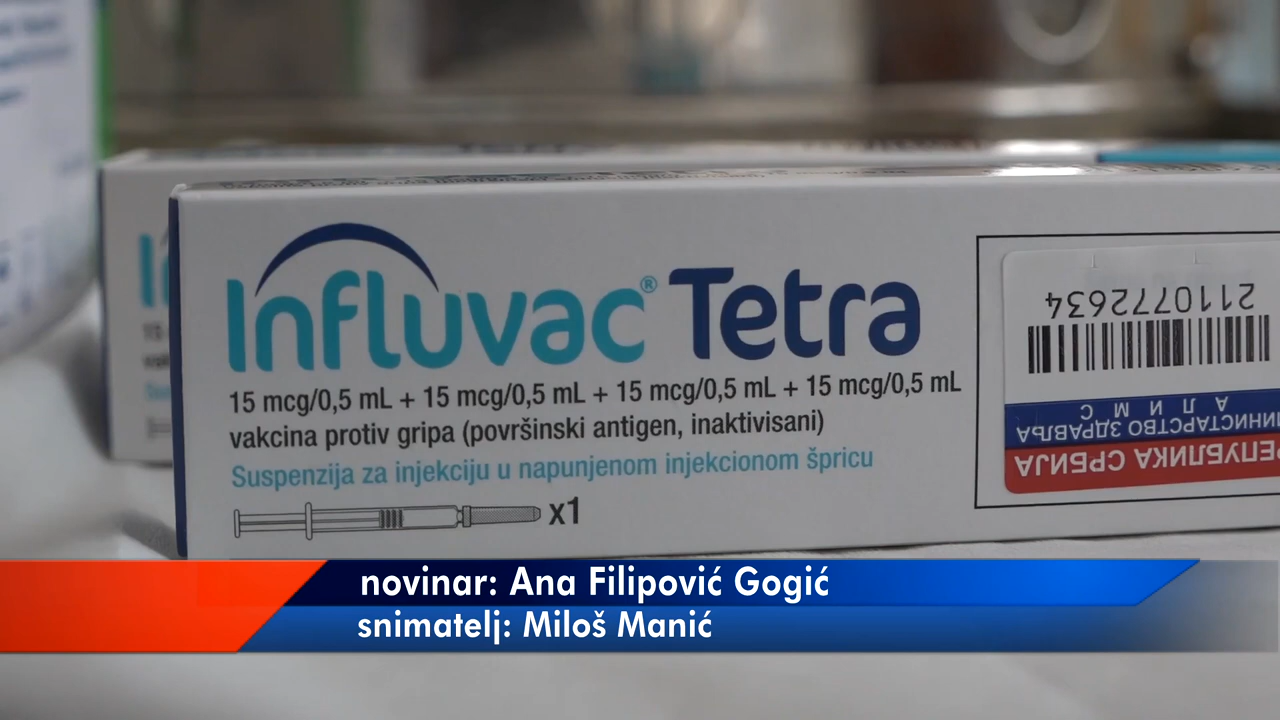 Influvac® Tetra
15 mcg/0,5 mL + 15 mcg/0,5 mL + 15 mcg/0,5 mL + 15 mcg/0,5 mL
vakcina protiv gripa (površinski antigen, inaktivisani)
Suspenzija za injekciju u napunjenom injekcionom špricu
x1
2110772634
А Л И М С
МИНИСТАРСТВО ЗДРАВЉА
РЕПУБЛИКА СРБИЈА
novinar: Ana Filipović Gogić
snimatelj: Miloš Manić